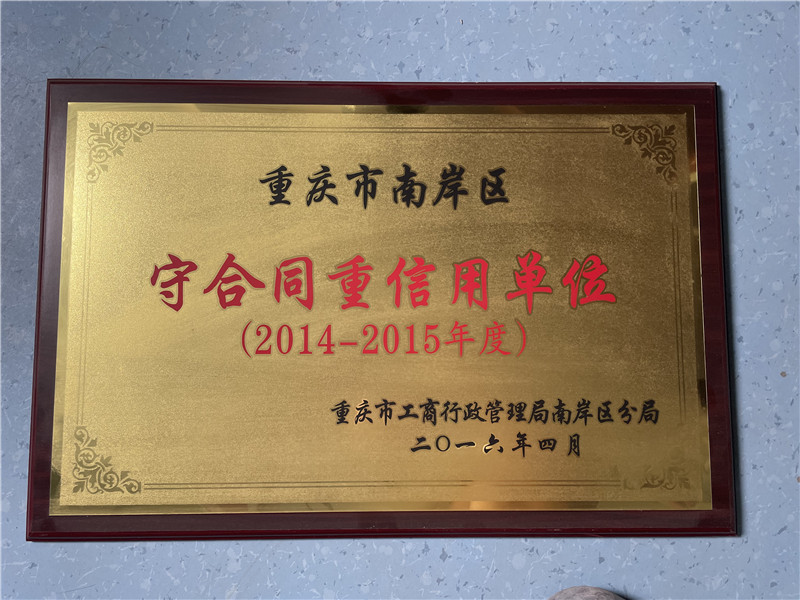 重庆市南岸区
守合同重信用单位
(2014-2015年度)
重庆市工商行政管理局南岸区分局
二〇一六年四月